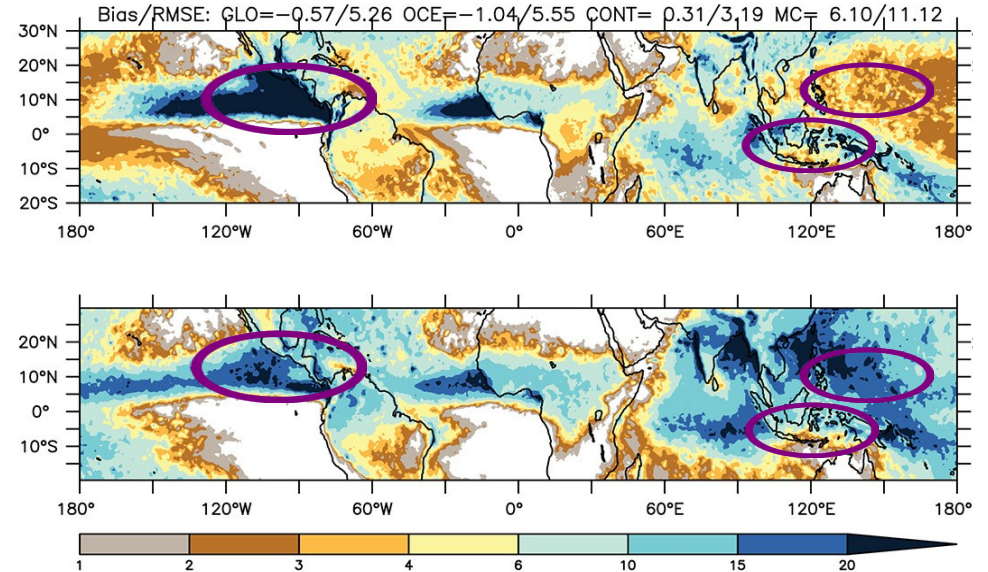 Bias/RMSE: GLO=−0.57/5.26 OCE=−1.04/5.55 CONT= 0.31/3.19 MC= 6.10/11.12
30°N
20°N
10°N
0°
10°S
20°S
180° 120°W 60°W 0° 60°E 120°E 180°
20°N
10°N
0°
10°S
180° 120°W 60°W 0° 60°E 120°E 180°
1 2 3 4 6 10 15 20